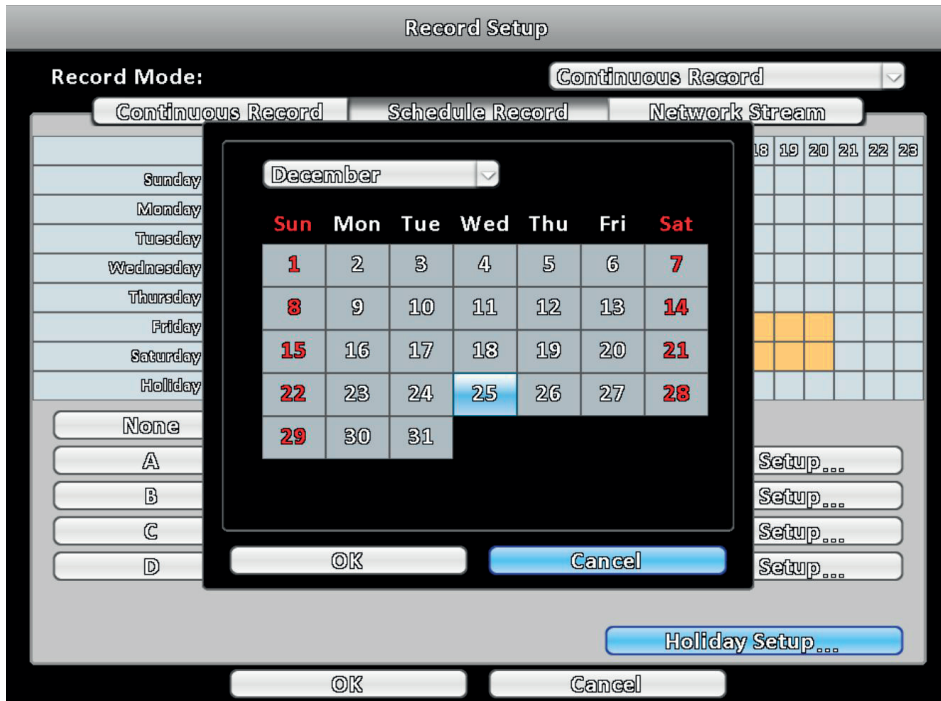 Record Setup
Record Mode: Continuous Record
Continuous Record Schedule Record Network Stream
18 19 20 21 22 23
Sunday
Monday
Tuesday
Wednesday
Thursday
Friday
Saturday
Holiday
December
Sun Mon Tue Wed Thu Fri Sat
1 2 3 4 5 6 7
8 9 10 11 12 13 14
15 16 17 18 19 20 21
22 23 24 25 26 27 28
29 30 31
OK Cancel
None
A Setup...
B Setup...
C Setup...
D Setup...
Holiday Setup...
OK Cancel